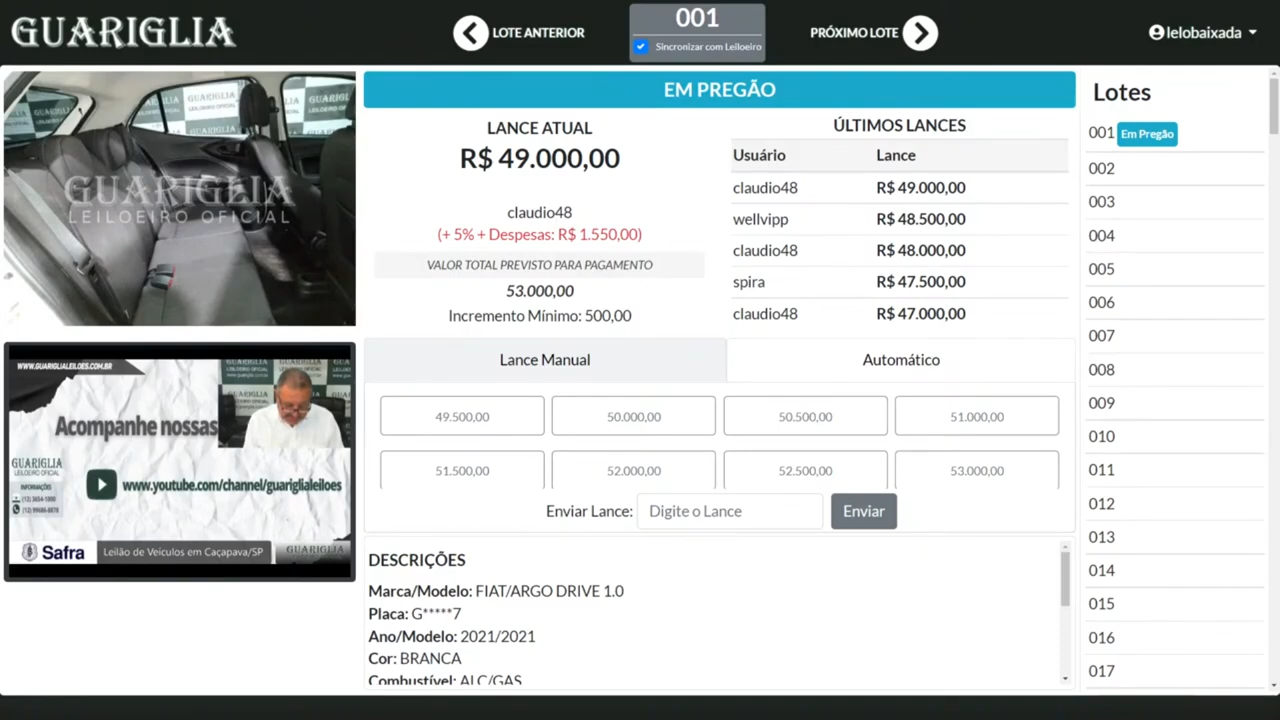 GUARIGLIA
LOTE ANTERIOR
001
Sincronizar com Leiloeiro
PRÓXIMO LOTE
lelobaixada
GUARIGLIA
LEILOEIRO OFICIAL
EM PREGÃO
LANCE ATUAL
R$ 49.000,00
claudio48
(+ 5% + Despesas: R$ 1.550,00)
VALOR TOTAL PREVISTO PARA PAGAMENTO
53.000,00
Incremento Mínimo: 500,00
ÚLTIMOS LANCES
Usuário Lance
claudio48 R$ 49.000,00
wellvipp R$ 48.500,00
claudio48 R$ 48.000,00
spira R$ 47.500,00
claudio48 R$ 47.000,00
Lance Manual Automático
49.500,00 50.000,00 50.500,00 51.000,00
51.500,00 52.000,00 52.500,00 53.000,00
Enviar Lance: Digite o Lance Enviar
DESCRIÇÕES
Marca/Modelo: FIAT/ARGO DRIVE 1.0
Placa: G*****7
Ano/Modelo: 2021/2021
Cor: BRANCA
Combustível: ALC/GAS
WWW.GUARIGLIALEILOES.COM.BR
Acompanhe nossas
GUARIGLIA
LEILOEIRO OFICIAL
INFORMAÇÕES
www.youtube.com/channel/guariglialeiloes
Safra
Leilão de Veículos em Caçapava/SP
GUARIGLIA
Lotes
001 Em Pregão
002
003
004
005
006
007
008
009
010
011
012
013
014
015
016
017